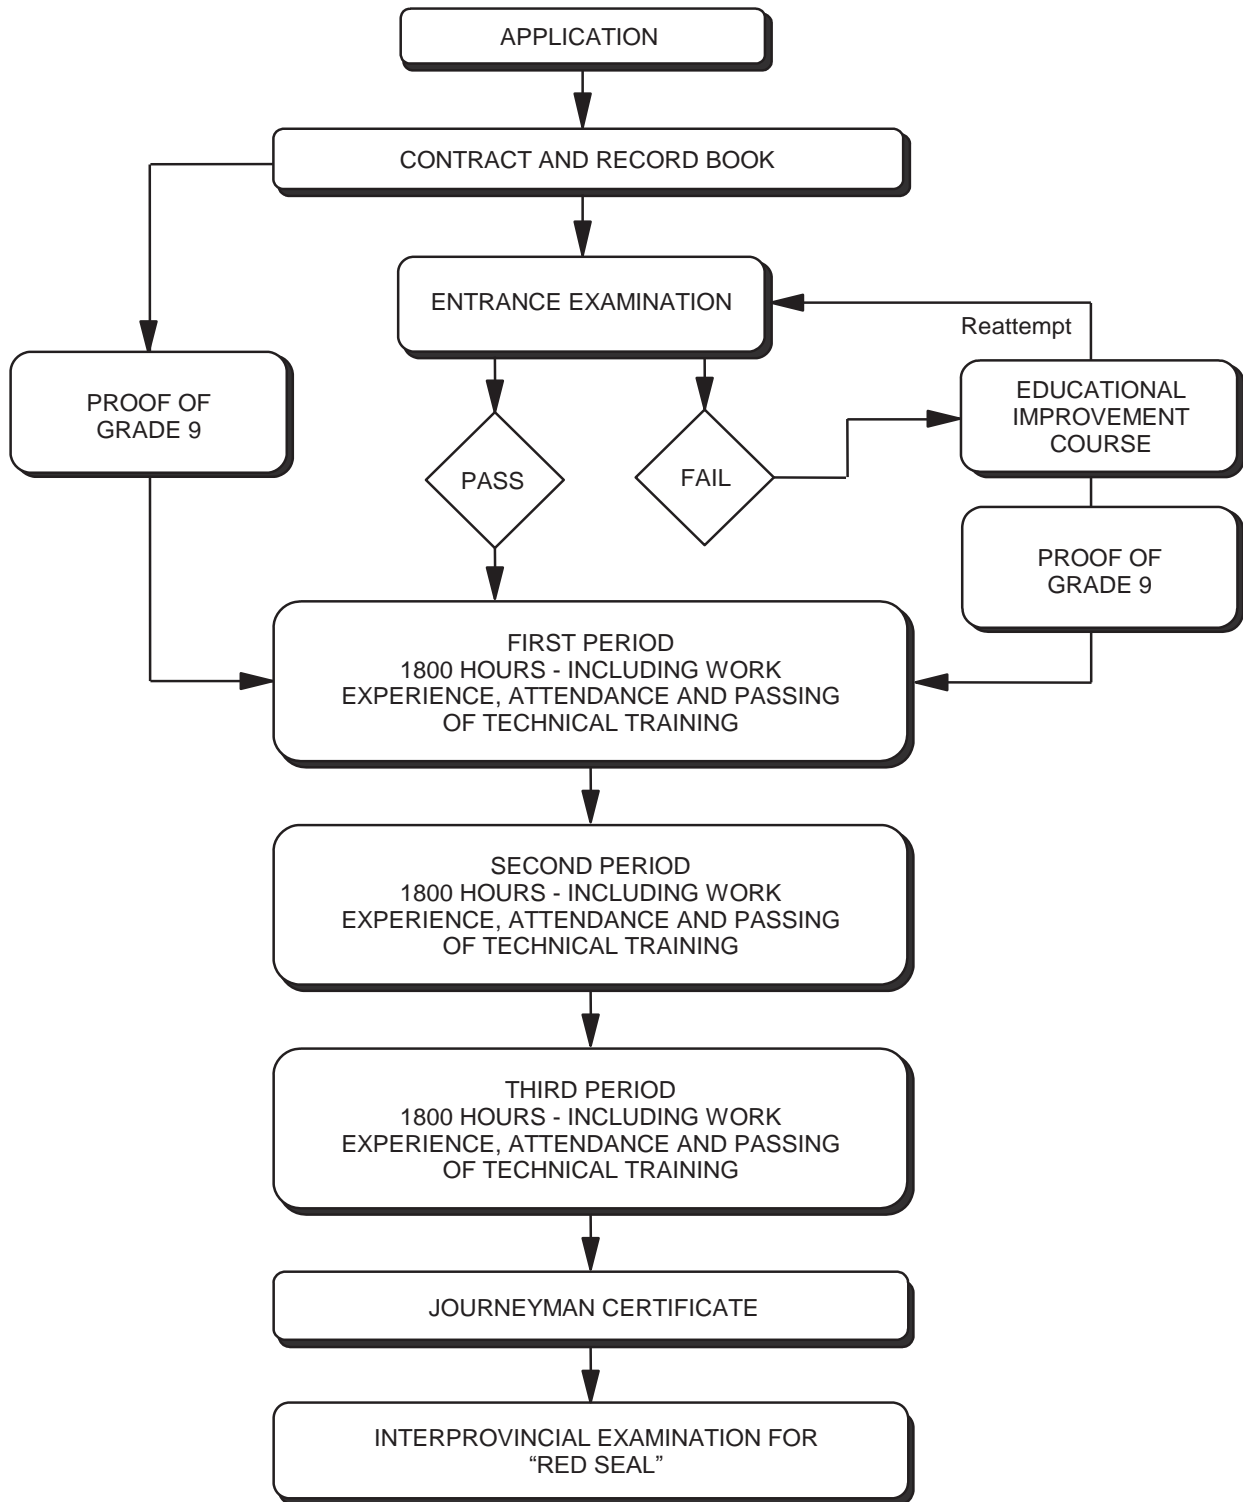 APPLICATION
CONTRACT AND RECORD BOOK
ENTRANCE EXAMINATION
Reattempt
PROOF OF
GRADE 9
EDUCATIONAL
IMPROVEMENT
COURSE
PASS
FAIL
PROOF OF
GRADE 9
FIRST PERIOD
1800 HOURS - INCLUDING WORK
EXPERIENCE, ATTENDANCE AND PASSING
OF TECHNICAL TRAINING
SECOND PERIOD
1800 HOURS - INCLUDING WORK
EXPERIENCE, ATTENDANCE AND PASSING
OF TECHNICAL TRAINING
THIRD PERIOD
1800 HOURS - INCLUDING WORK
EXPERIENCE, ATTENDANCE AND PASSING
OF TECHNICAL TRAINING
JOURNEYMAN CERTIFICATE
INTERPROVINCIAL EXAMINATION FOR
“RED SEAL”